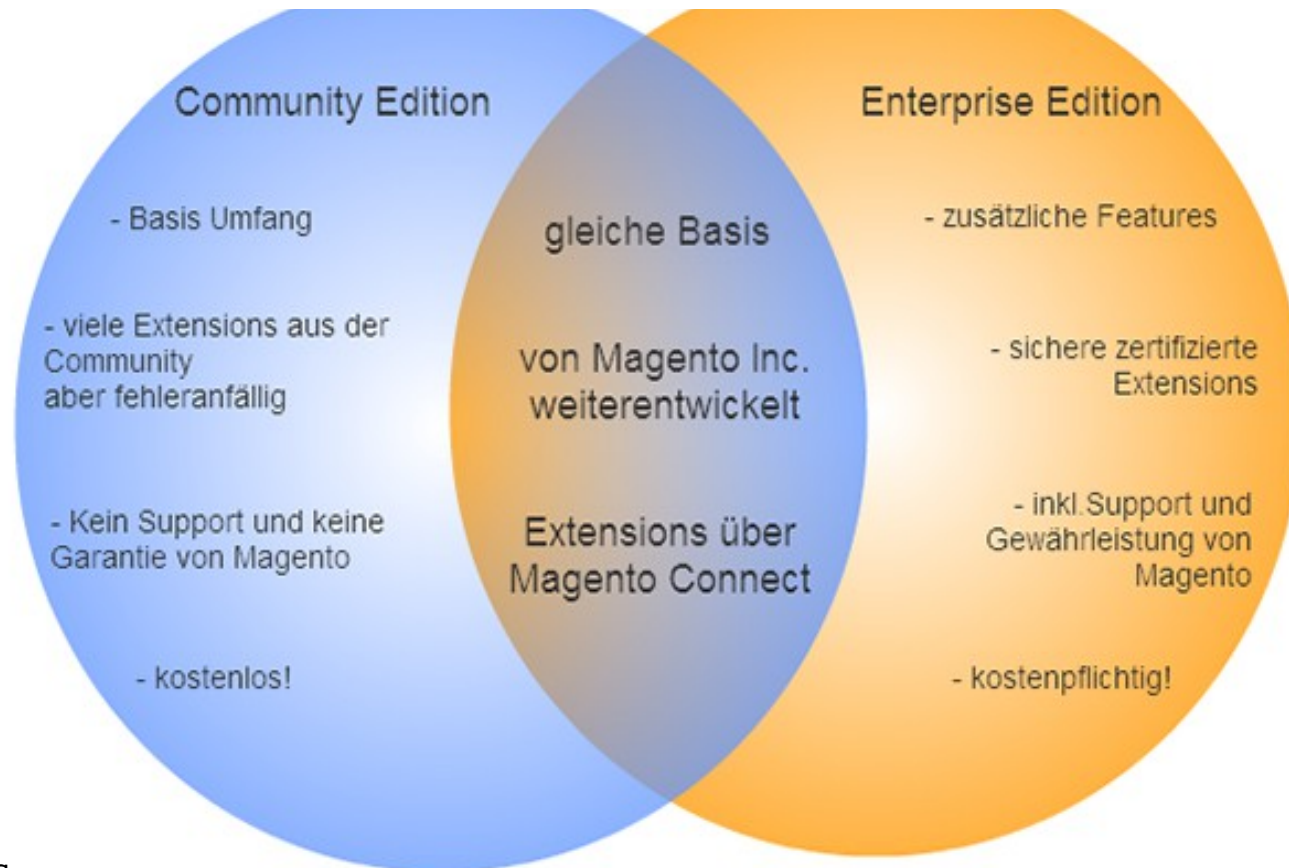 Community Edition
- Basis Umfang
- viele Extensions aus der
Community
aber fehleranfällig
- Kein Support und keine
Garantie von Magento
- kostenlos!
gleiche Basis
von Magento Inc.
weiterentwickelt
Extensions über
Magento Connect
Enterprise Edition
- zusätzliche Features
- sichere zertifizierte
Extensions
- inkl.Support und
Gewährleistung von
Magento
- kostenpflichtig!